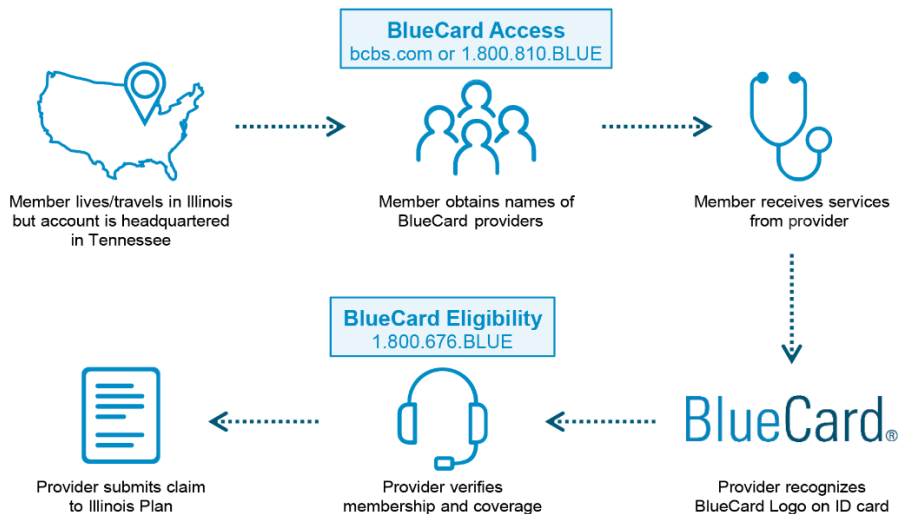 BlueCard Access
bcbs.com or 1.800.810.BLUE
Member lives/travels in Illinois
but account is headquartered
in Tennessee
Member obtains names of
BlueCard providers
Member receives services
from provider
BlueCard Eligibility
1.800.676.BLUE
BlueCard®
Provider submits claim
to Illinois Plan
Provider verifies
membership and coverage
Provider recognizes
BlueCard Logo on ID card